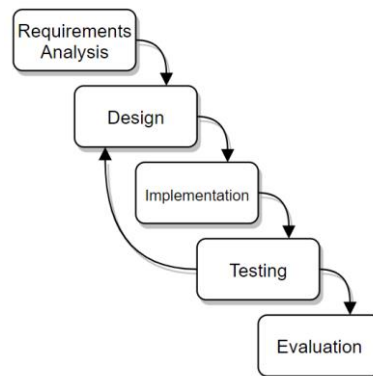 Requirements
Analysis
Design
Implementation
Testing
Evaluation